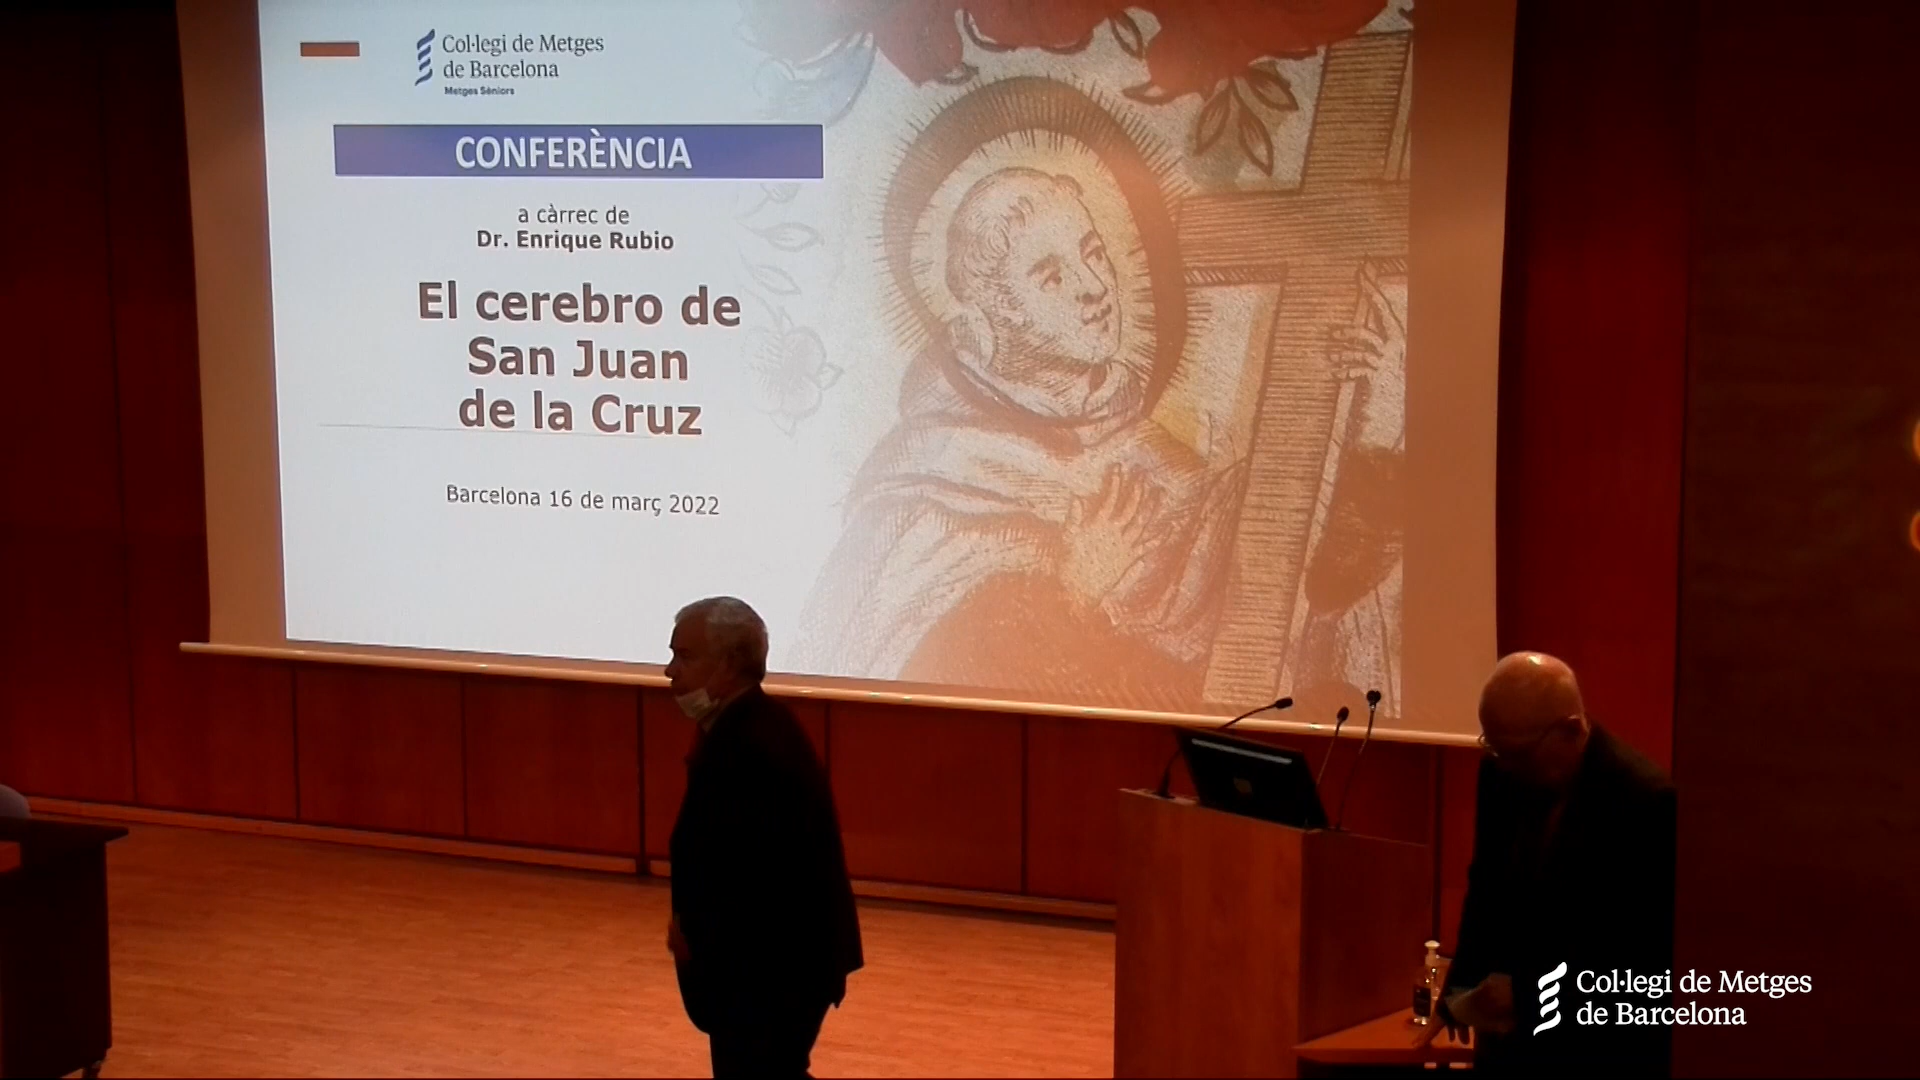 Col·legi de Metges
de Barcelona
Metges Sèniors
CONFERÈNCIA
a càrrec de
Dr. Enrique Rubio
El cerebro de
San Juan
de la Cruz
Barcelona 16 de març 2022
Col·legi de Metges
de Barcelona